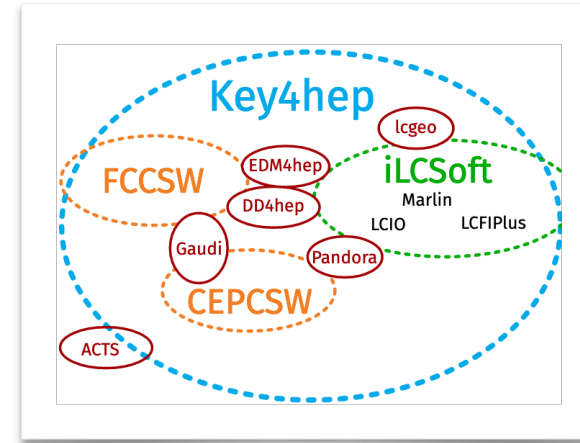 Key4hep
lcgeo
EDM4hep
iLCSoft
FCCSW
Marlin
DD4hep
LCIO
LCFIPlus
Gaudi
Pandora
CEPCSW
ACTS